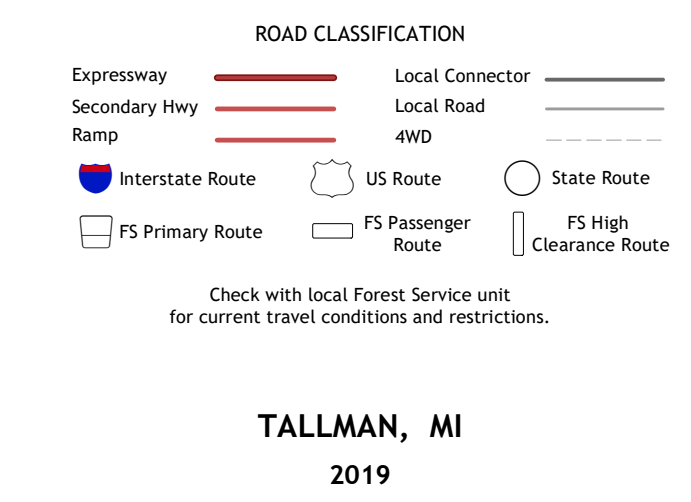 ROAD CLASSIFICATION
Expressway
Local Connector
Secondary Hwy
Local Road
Ramp
4WD
Interstate Route
US Route
State Route
FS Primary Route
FS Passenger
Route
FS High
Clearance Route
Check with local Forest Service unit
for current travel conditions and restrictions.
TALLMAN, MI
2019